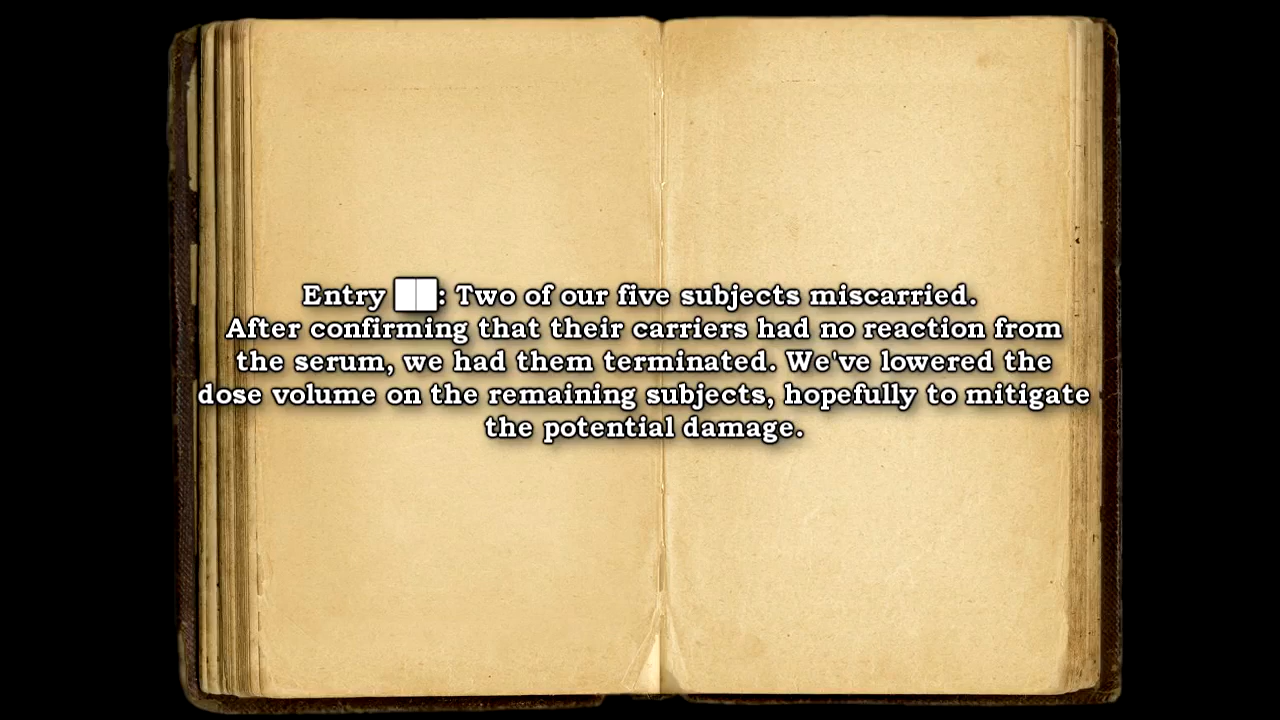 Entry ██: Two of our five subjects miscarried.
After confirming that their carriers had no reaction from
the serum, we had them terminated. We've lowered the
dose volume on the remaining subjects, hopefully to mitigate
the potential damage.